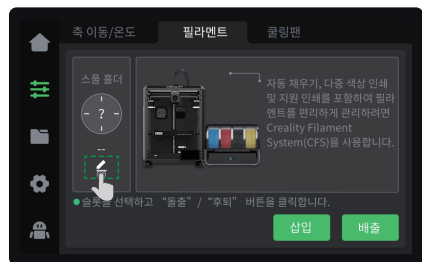 축 이동/온도
필라멘트
쿨링팬
스풀 홀더
?
--
자동 채우기, 다중 색상 인쇄
및 지원 인쇄를 포함하여 필라
멘트를 편리하게 관리하려면
Creality Filament
System(CFS)을 사용합니다.
슬롯을 선택하고 “돌출” / “후퇴” 버튼을 클릭합니다.
삽입
배출